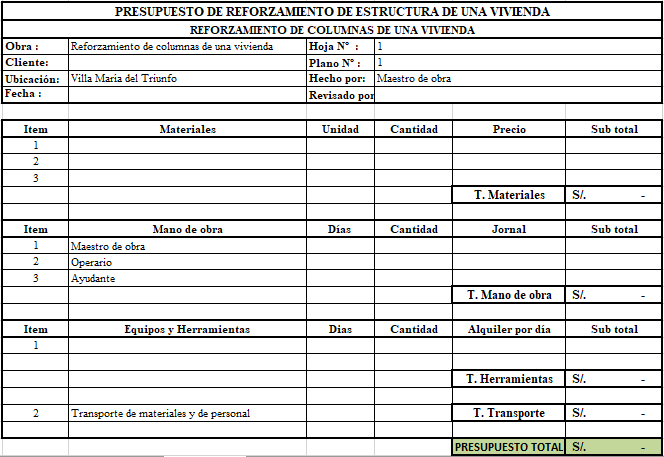 PRESUPUESTO DE REFORZAMIENTO DE ESTRUCTURA DE UNA VIVIENDA
REFORZAMIENTO DE COLUMNAS DE UNA VIVIENDA
Obra : Reforzamiento de columnas de una vivienda Hoja Nº : 1
Cliente: Plano Nº : 1
Ubicación: Villa Maria del Triunfo Hecho por: Maestro de obra
Fecha : Revisado por
Item Materiales Unidad Cantidad Precio Sub total
1
2
3
T. Materiales S/. -
Item Mano de obra Días Cantidad Jornal Sub total
1 Maestro de obra
2 Operario
3 Ayudante
T. Mano de obra S/. -
Item Equipos y Herramientas Dias Cantidad Alquiler por día Sub total
1
T. Herramientas S/. -
2 Transporte de materiales y de personal T. Transporte S/. -
PRESUPUESTO TOTAL S/. -